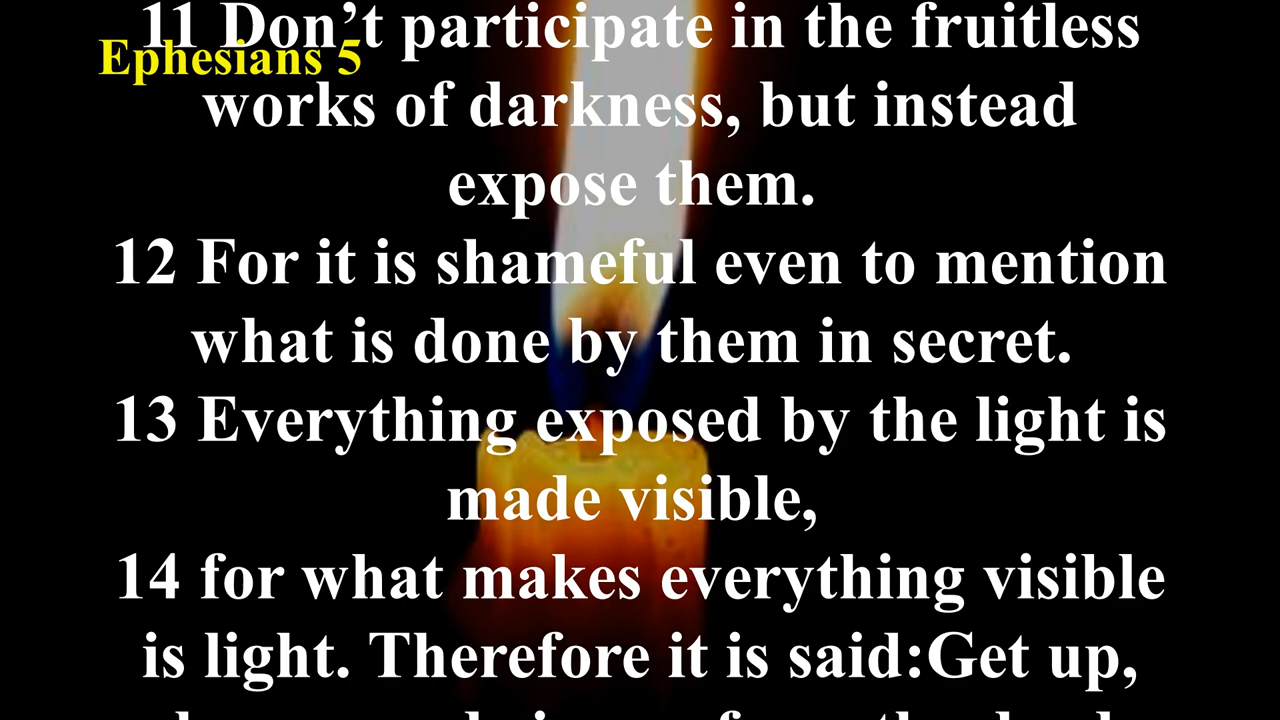 11 Don’t participate in the fruitless
Ephesians 5
works of darkness, but instead
expose them.
12 For it is shameful even to mention
what is done by them in secret.
13 Everything exposed by the light is
made visible,
14 for what makes everything visible
is light. Therefore it is said:Get up,